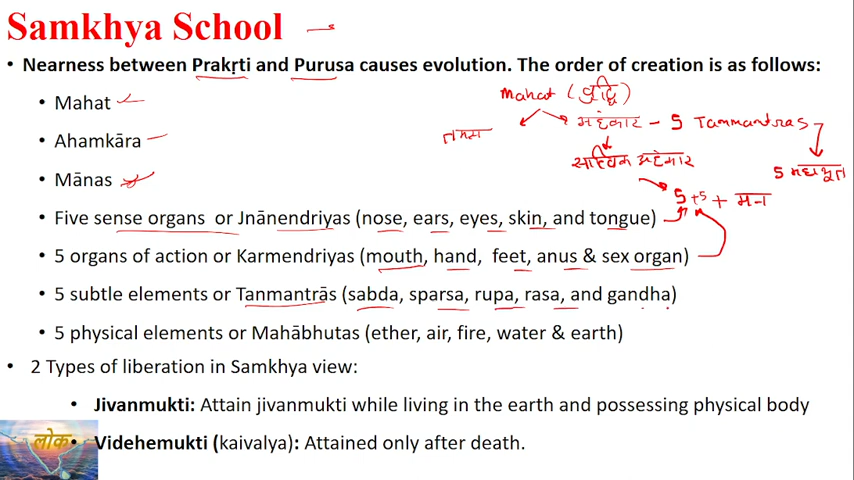 Samkhya School
• Nearness between Prakṛti and Purusa causes evolution. The order of creation is as follows:
• Mahat
• Ahamkāra
• Mānas
• Five sense organs or Jnānendriyas (nose, ears, eyes, skin, and tongue)
• 5 organs of action or Karmendriyas (mouth, hand, feet, anus & sex organ)
• 5 subtle elements or Tanmantrās (sabda, sparsa, rupa, rasa, and gandha)
• 5 physical elements or Mahābhutas (ether, air, fire, water & earth)
• 2 Types of liberation in Samkhya view:
• Jivanmukti: Attain jivanmukti while living in the earth and possessing physical body
• Videhemukti (kaivalya): Attained only after death.
Mahat (बुद्धि)
अहंकार - 5 Tanmantras
सात्विक अहंकार
5 महाभूत
5 +5 + मन
लोक